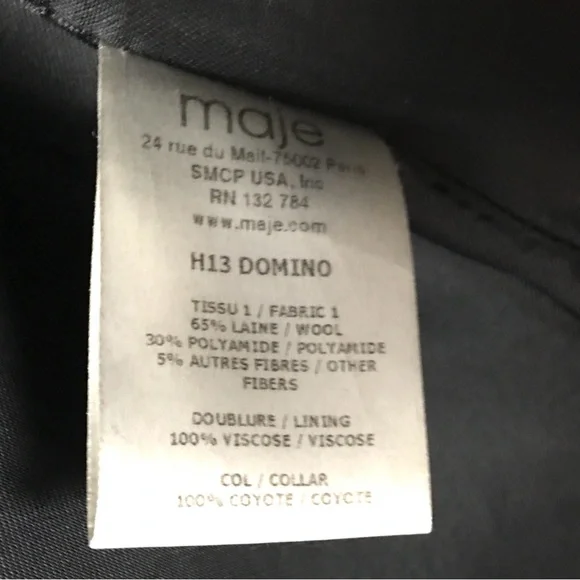 maje
24 rue du Mail-75002 Paris
SMCP USA, Inc
RN 132 784
www.maje.com
H13 DOMINO
TISSU 1 / FABRIC 1
65% LAINE / WOOL
30% POLYAMIDE / POLYAMIDE
5% AUTRES FIBRES / OTHER
FIBERS
DOUBLURE / LINING
100% VISCOSE / VISCOSE
COL / COLLAR
100% COYOTE / COYOTE